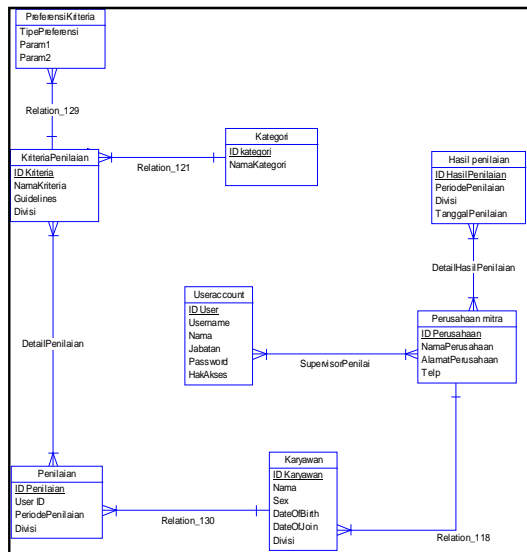 PreferensiKriteria
TipePreferensi
Param1
Param2
Relation_129
KriteriaPenilaian
ID Kriteria
NamaKriteria
Guidelines
Divisi
Relation_121
Kategori
ID kategori
NamaKategori
Hasil penilaian
ID HasilPenilaian
PeriodePenilaian
Divisi
TanggalPenilaian
DetailHasilPenilaian
Useraccount
ID User
Username
Nama
Jabatan
Password
HakAkses
SupervisorPenilai
Perusahaan mitra
ID Perusahaan
NamaPerusahaan
AlamatPerusahaan
Telp
DetailPenilaian
Penilaian
ID Penilaian
User ID
PeriodePenilaian
Divisi
Relation_130
Karyawan
ID Karyawan
Nama
Sex
DateOfBirth
DateOfJoin
Divisi
Relation_118